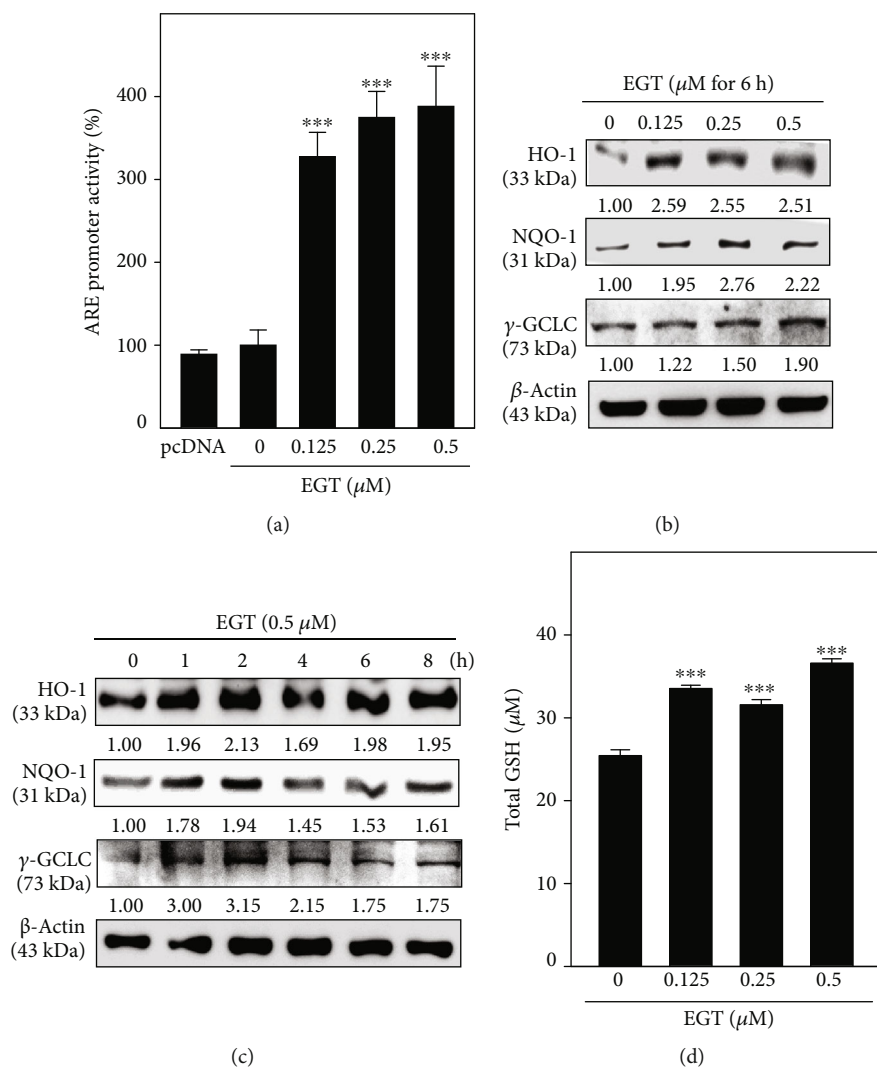 ARE promoter activity (%)
400
300
200
100
0
***
***
***
pcDNA 0 0.125 0.25 0.5
EGT (μM)
(a)
EGT (μM for 6 h)
0 0.125 0.25 0.5
HO-1
(33 kDa)
1.00 2.59 2.55 2.51
NQO-1
(31 kDa)
1.00 1.95 2.76 2.22
γ-GCLC
(73 kDa)
1.00 1.22 1.50 1.90
β-Actin
(43 kDa)
(b)
EGT (0.5 μM)
0 1 2 4 6 8 (h)
HO-1
(33 kDa)
1.00 1.96 2.13 1.69 1.98 1.95
NQO-1
(31 kDa)
1.00 1.78 1.94 1.45 1.53 1.61
γ-GCLC
(73 kDa)
1.00 3.00 3.15 2.15 1.75 1.75
β-Actin
(43 kDa)
(c)
Total GSH (μM)
40
30
20
10
0
***
***
***
0 0.125 0.25 0.5
EGT (μM)
(d)